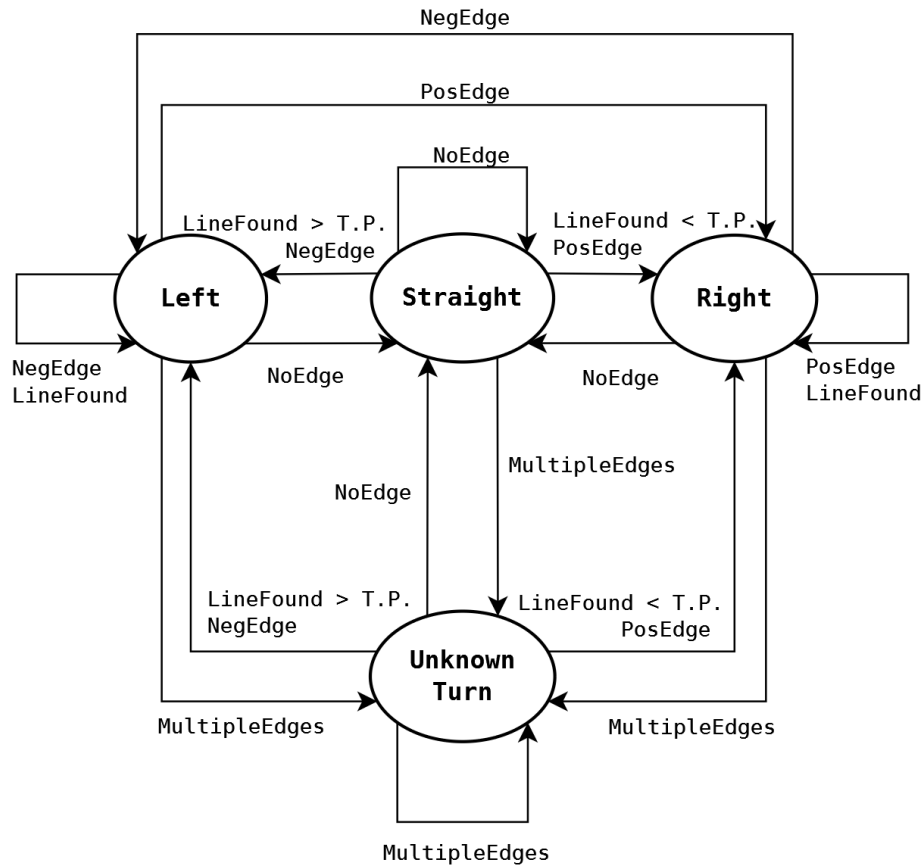 NegEdge
PosEdge
NoEdge
LineFound > T.P.
NegEdge
LineFound < T.P.
PosEdge
Left
Straight
Right
NegEdge
LineFound
NoEdge
NoEdge
PosEdge
LineFound
MultipleEdges
NoEdge
LineFound > T.P.
NegEdge
LineFound < T.P.
PosEdge
Unknown
Turn
MultipleEdges
MultipleEdges
MultipleEdges